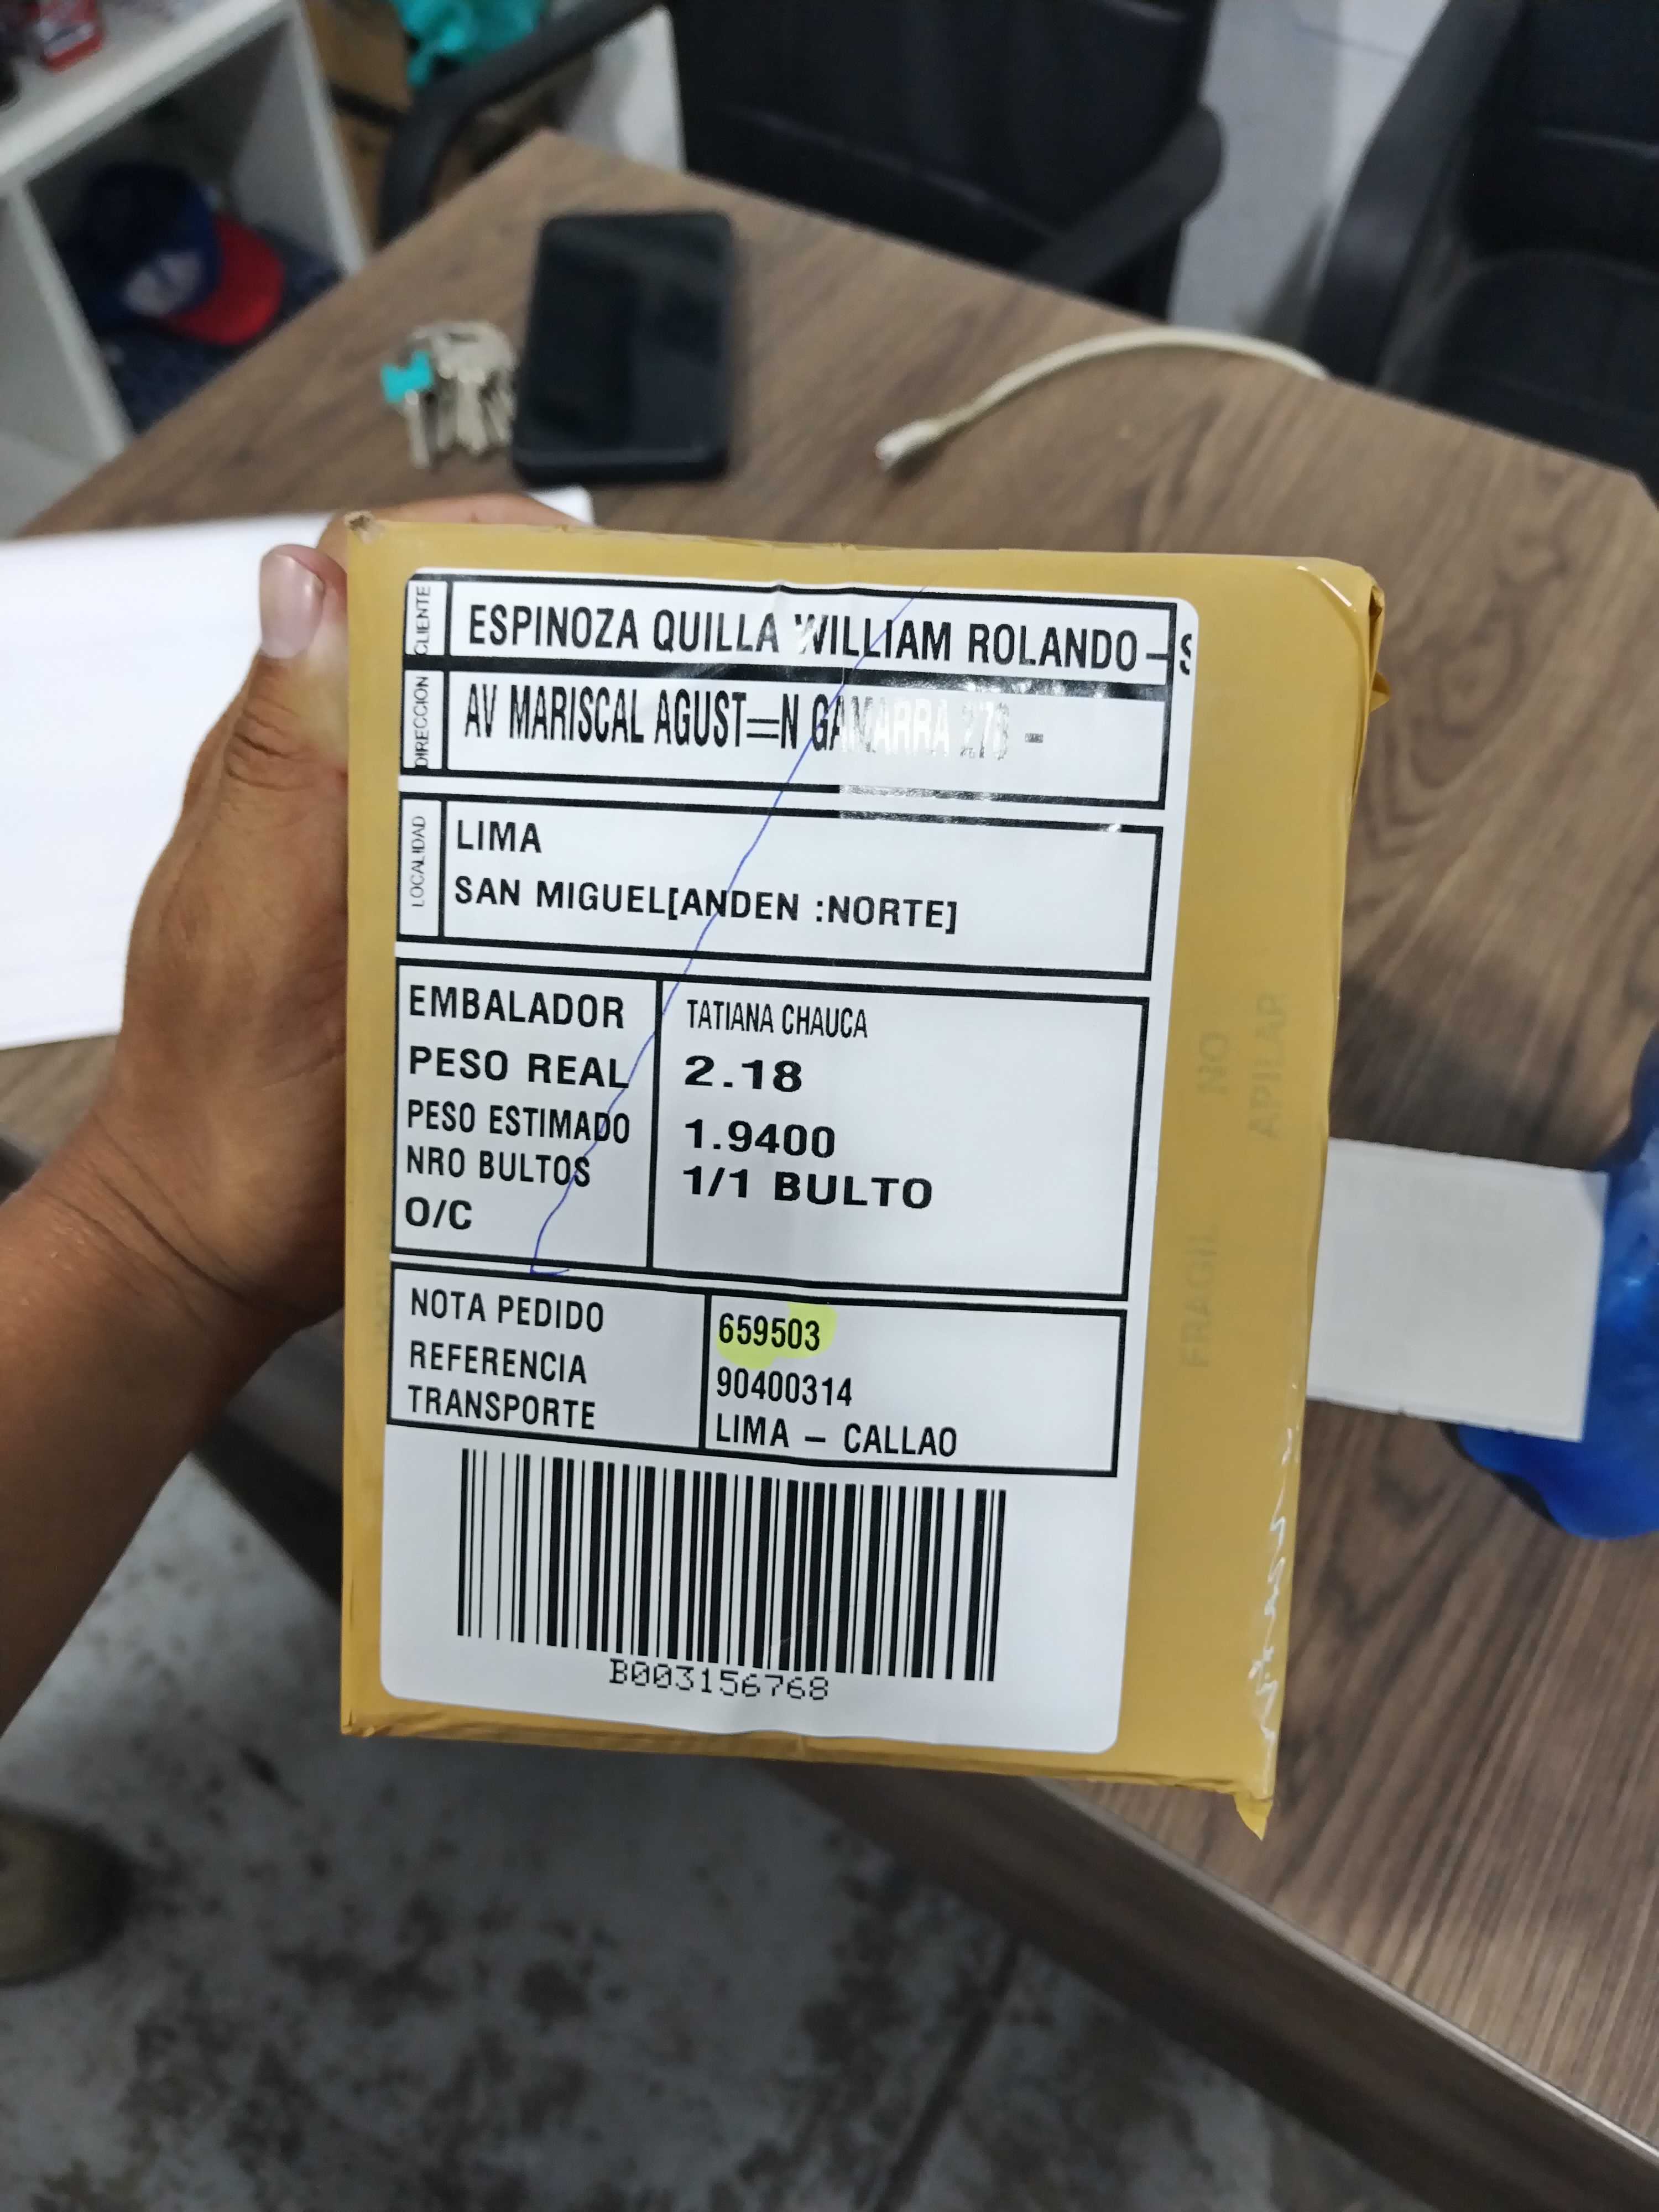 CLIENTE
ESPINOZA QUILLA WILLIAM ROLANDO - S
DIRECCION
AV MARISCAL AGUST=N GAMARRA -
LOCALIDAD
LIMA
SAN MIGUEL[ANDEN :NORTE]
EMBALADOR TATIANA CHAUCA
PESO REAL 2.18
PESO ESTIMADO 1.9400
NRO BULTOS 1/1 BULTO
O/C
NOTA PEDIDO 659503
REFERENCIA 90400314
TRANSPORTE LIMA - CALLAO
B003156768
NO
APILAR
FRAGIL